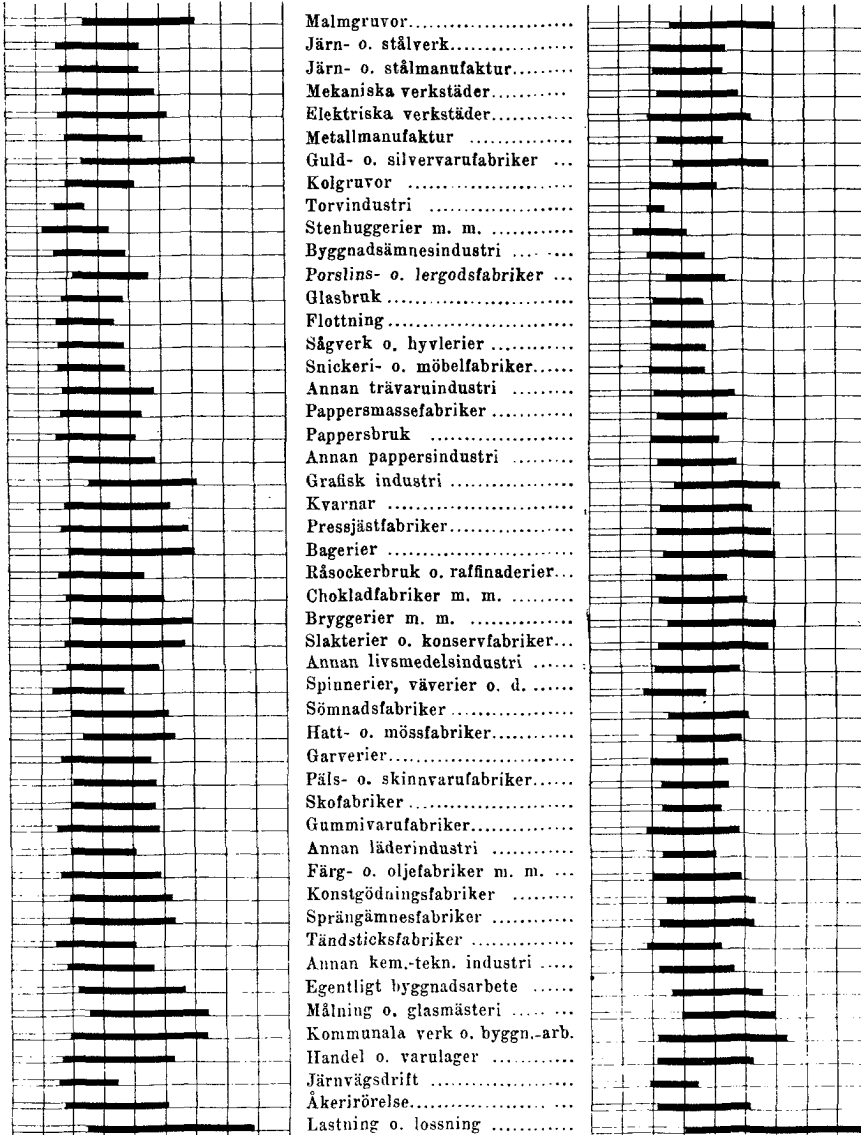 Malmgruvor....................
Järn- o. stålverk...............
Järn- o. stålmanufaktur.........
Mekaniska verkstäder...........
Elektriska verkstäder............
Metallmanufaktur ..............
Guld- o. silvervarufabriker ...
Kolgruvor .....................
Torvindustri ..................
Stenhuggerier m. m. ............
Byggnadsämnesindustri .........
Porslins- o. lergodsfabriker ...
Glasbruk.......................
Flottning.......................
Sågverk o. hyvlerier ...........
Snickeri- o. möbelfabriker......
Annan trävaruindustri .........
Pappersmassefabriker ...........
Pappersbruk ...................
Annan pappersindustri .........
Grafisk industri ................
Kvarnar .......................
Pressjästfabriker................
Bagerier .......................
Råsockerbruk o. raffinaderier...
Chokladfabriker m. m. ..........
Bryggerier m. m. ...............
Slakterier o. konservfabriker...
Annan livsmedelsindustri ......
Spinnerier, väverier o. d. .......
Sömnadsfabriker ................
Hatt- o. mössfabriker...........
Garverier.......................
Päls- o. skinnvarufabriker......
Skofabriker ....................
Gummivarufabriker.............
Annan läderindustri ...........
Färg- o. oljefabriker m. m. ...
Konstgödningsfabriker ........
Sprängämnesfabriker ...........
Tändsticksfabriker ..............
Annan kem.-tekn. industri .....
Egentligt byggnadsarbete ......
Målning o. glasmästeri .........
Kommunala verk o. byggn.-arb.
Handel o. varulager ...........
Järnvägsdrift ..................
Åkerirörelse....................
Lastning o. lossning ...........